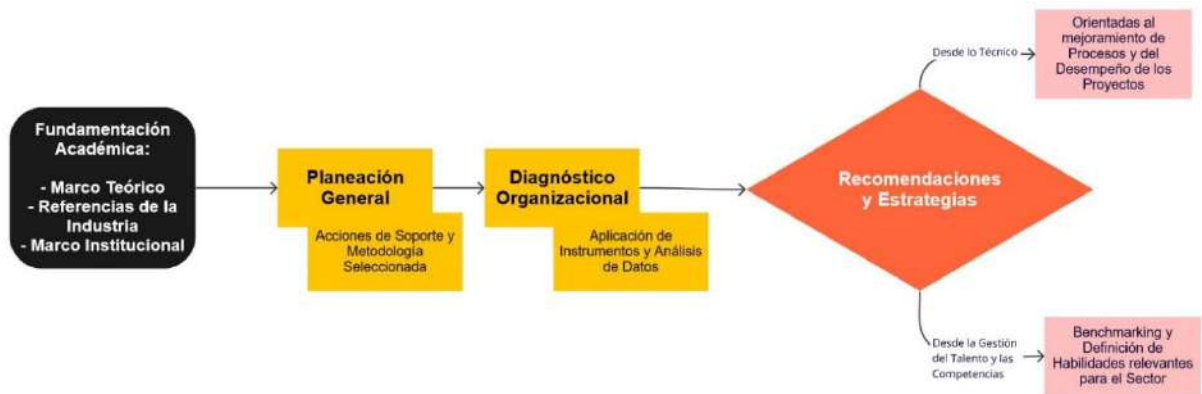 Fundamentación
Académica:
- Marco Teórico
- Referencias de la
Industria
- Marco Institucional
Planeación
General
Acciones de Soporte y
Metodología
Seleccionada
Diagnóstico
Organizacional
Aplicación de
Instrumentos y Análisis
de Datos
Recomendaciones
y Estrategias
Desde lo Técnico
Orientadas al
mejoramiento de
Procesos y del
Desempeño de los
Proyectos
Desde la Gestión
del Talento y las
Competencias
Benchmarking y
Definición de
Habilidades relevantes
para el Sector